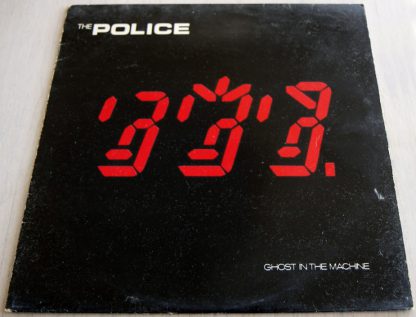 THE POLICE
GHOST IN THE MACHINE